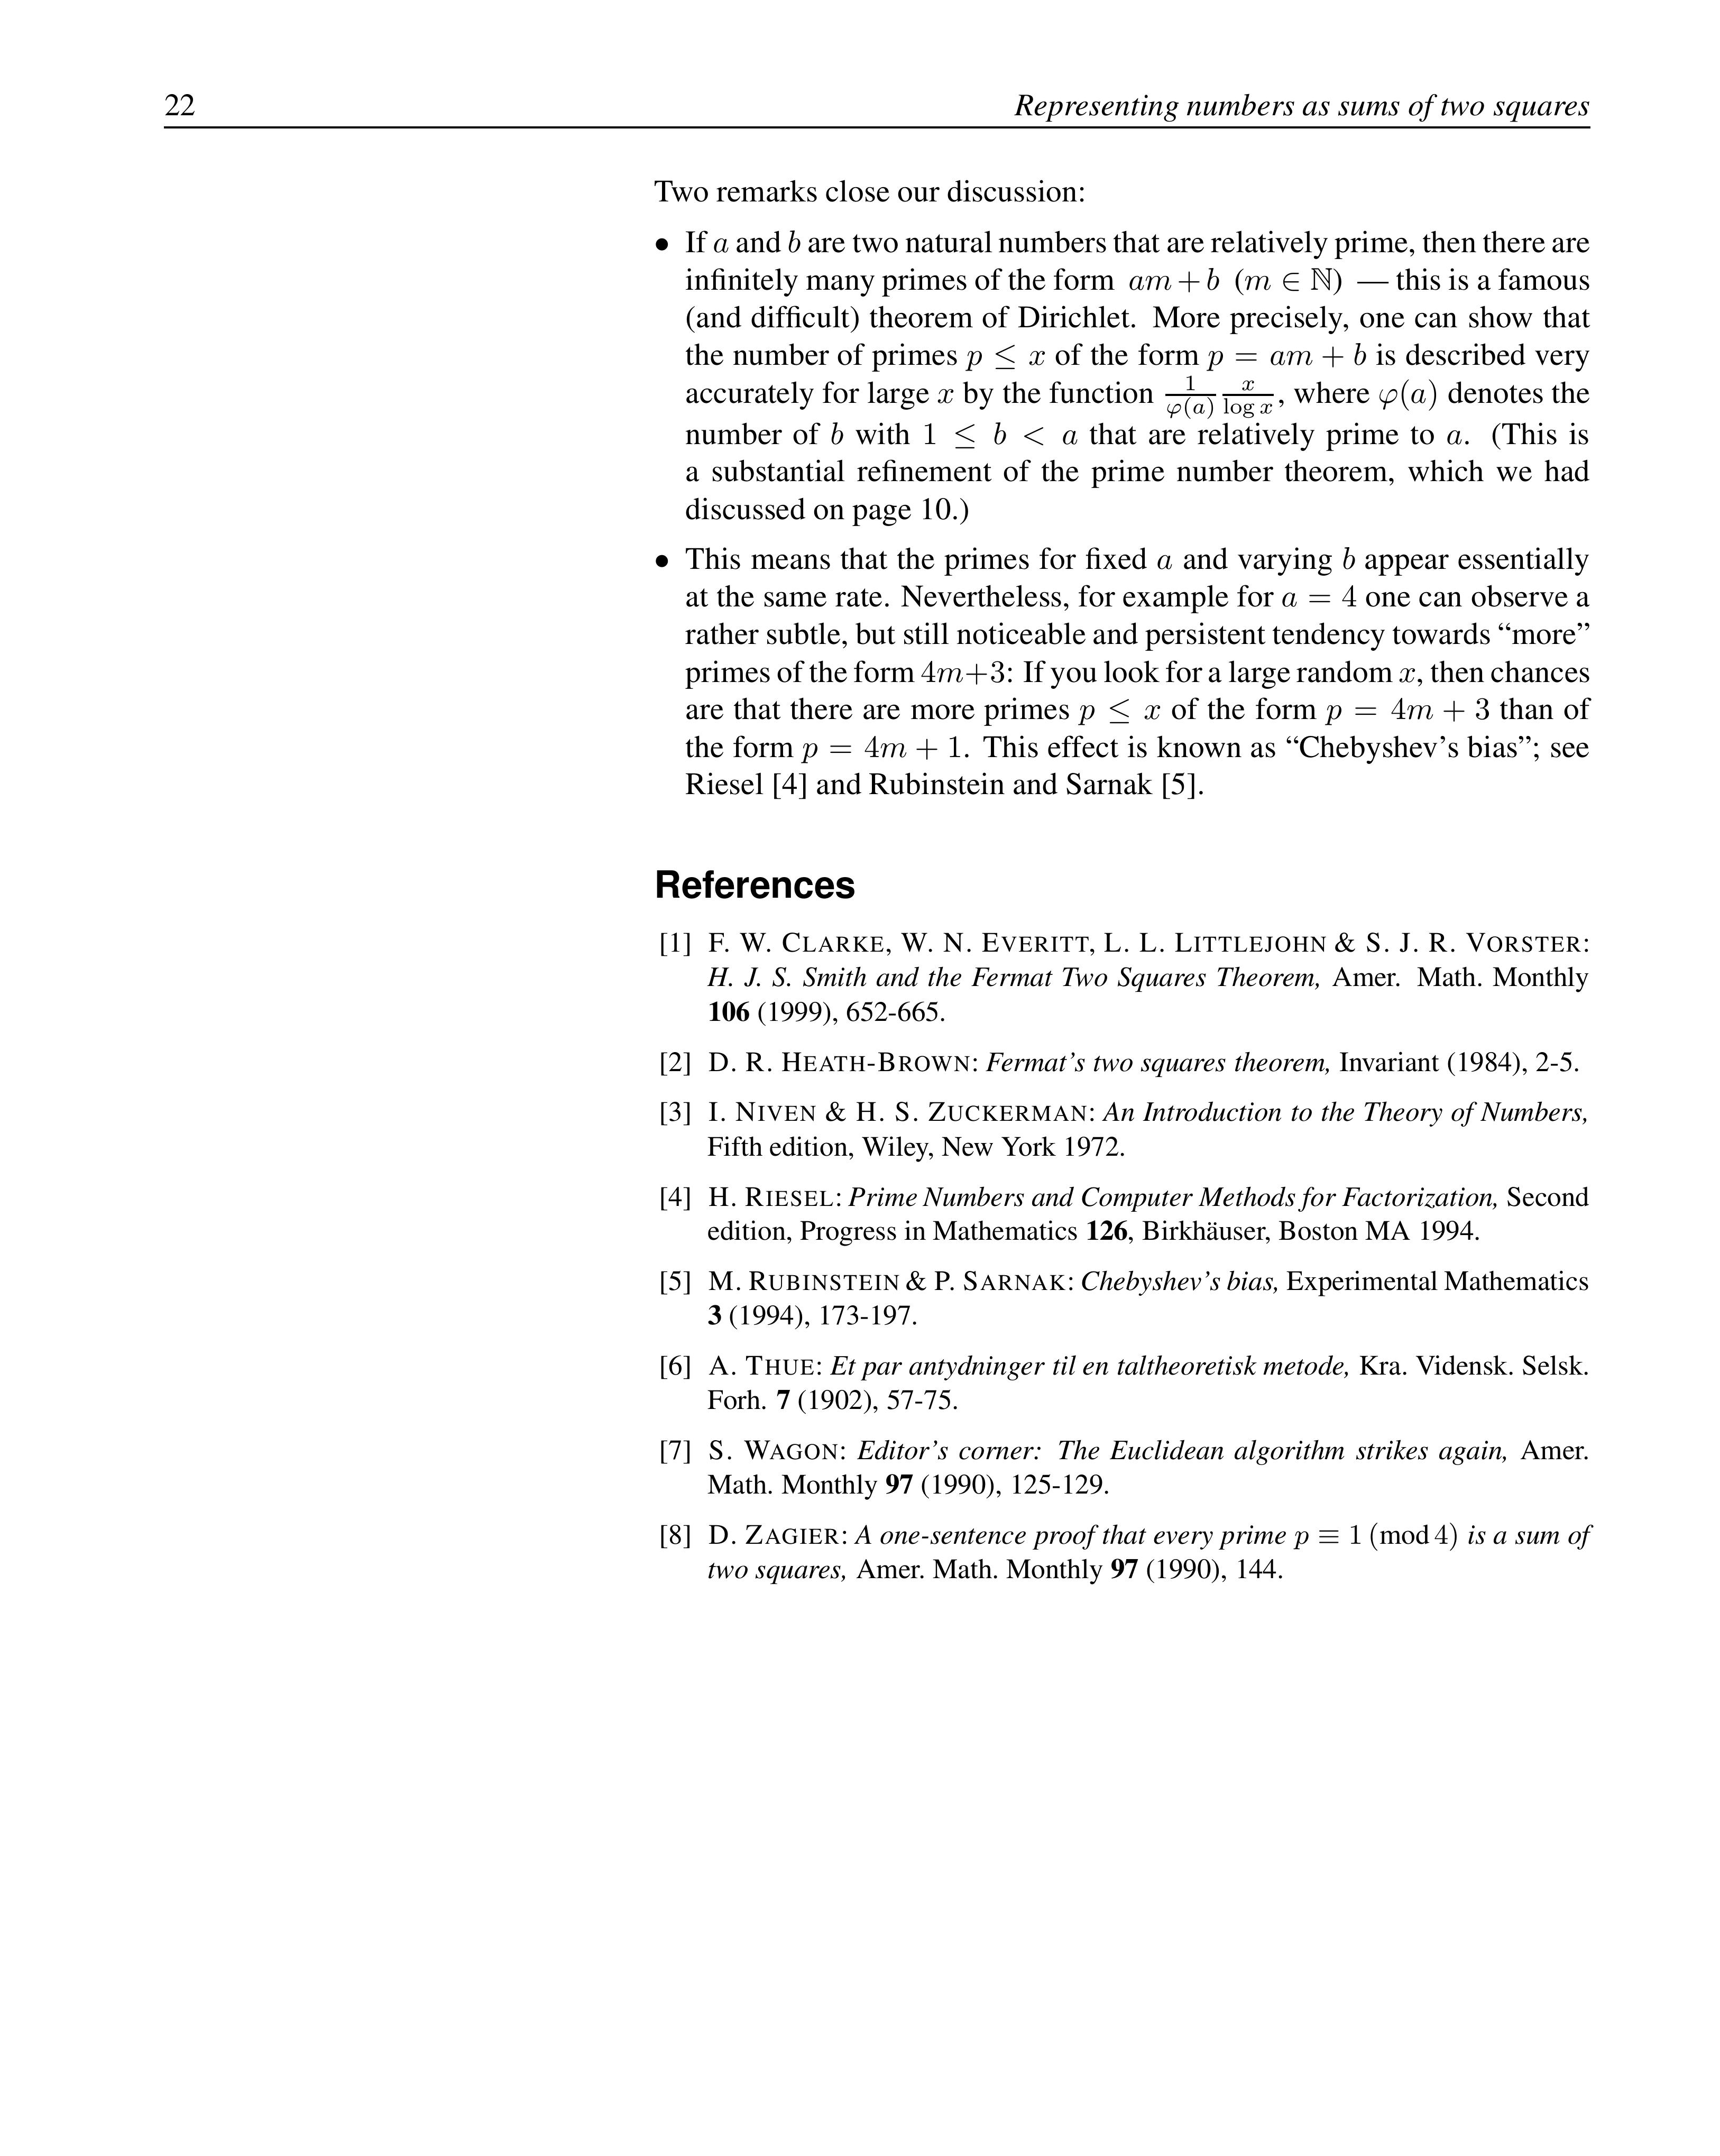 22 Representing numbers as sums of two squares
Two remarks close our discussion:
• If a and b are two natural numbers that are relatively prime, then there are
infinitely many primes of the form am + b (m ∈ ℕ) — this is a famous
(and difficult) theorem of Dirichlet. More precisely, one can show that
the number of primes p ≤ x of the form p = am + b is described very
accurately for large x by the function 1/φ(a) x/log x, where φ(a) denotes the
number of b with 1 ≤ b < a that are relatively prime to a. (This is
a substantial refinement of the prime number theorem, which we had
discussed on page 10.)
• This means that the primes for fixed a and varying b appear essentially
at the same rate. Nevertheless, for example for a = 4 one can observe a
rather subtle, but still noticeable and persistent tendency towards “more”
primes of the form 4m+3: If you look for a large random x, then chances
are that there are more primes p ≤ x of the form p = 4m + 3 than of
the form p = 4m + 1. This effect is known as “Chebyshev’s bias”; see
Riesel [4] and Rubinstein and Sarnak [5].
References
[1] F. W. CLARKE, W. N. EVERITT, L. L. LITTLEJOHN & S. J. R. VORSTER:
H. J. S. Smith and the Fermat Two Squares Theorem, Amer. Math. Monthly
106 (1999), 652-665.
[2] D. R. HEATH-BROWN: Fermat’s two squares theorem, Invariant (1984), 2-5.
[3] I. NIVEN & H. S. ZUCKERMAN: An Introduction to the Theory of Numbers,
Fifth edition, Wiley, New York 1972.
[4] H. RIESEL: Prime Numbers and Computer Methods for Factorization, Second
edition, Progress in Mathematics 126, Birkhäuser, Boston MA 1994.
[5] M. RUBINSTEIN & P. SARNAK: Chebyshev’s bias, Experimental Mathematics
3 (1994), 173-197.
[6] A. THUE: Et par antydninger til en taltheoretisk metode, Kra. Vidensk. Selsk.
Forh. 7 (1902), 57-75.
[7] S. WAGON: Editor’s corner: The Euclidean algorithm strikes again, Amer.
Math. Monthly 97 (1990), 125-129.
[8] D. ZAGIER: A one-sentence proof that every prime p ≡ 1 (mod 4) is a sum of
two squares, Amer. Math. Monthly 97 (1990), 144.